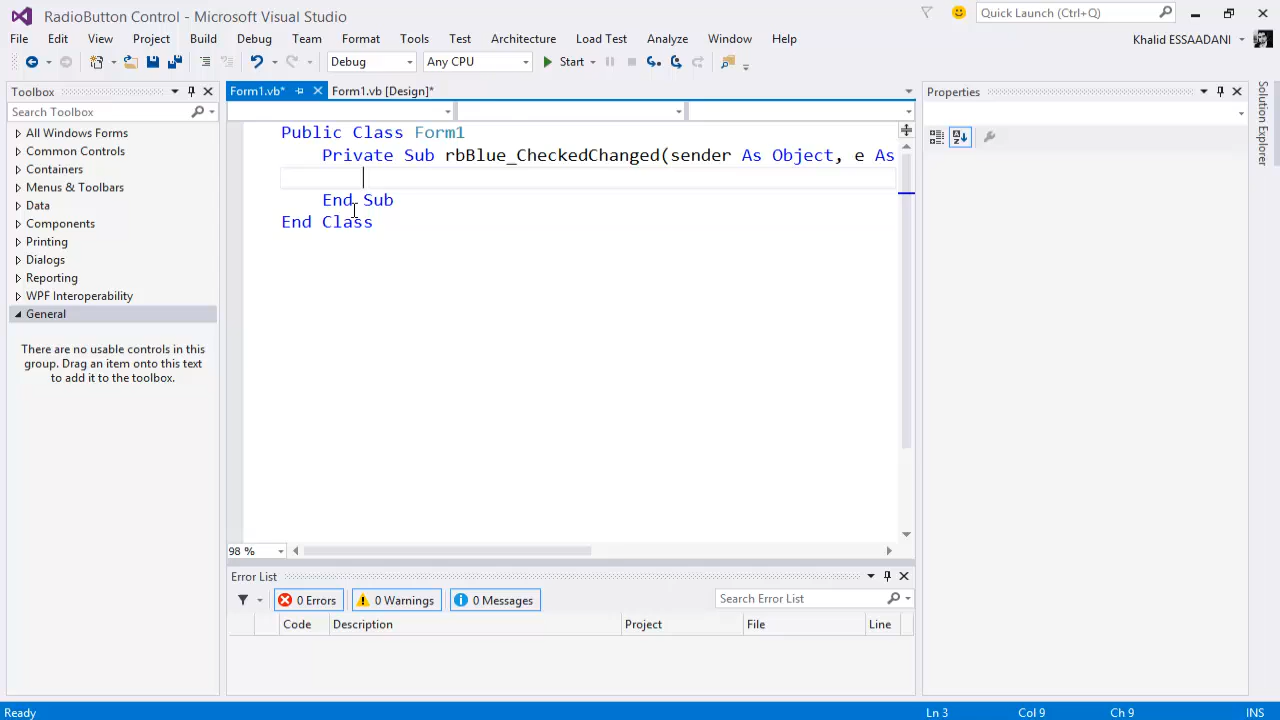 RadioButton Control - Microsoft Visual Studio
Quick Launch (Ctrl+Q)
File Edit View Project Build Debug Team Format Tools Test Architecture Load Test Analyze Window Help
Khalid ESSAADANI
Debug Any CPU Start
Toolbox
Search Toolbox
All Windows Forms
Common Controls
Containers
Menus & Toolbars
Data
Components
Printing
Dialogs
Reporting
WPF Interoperability
General
There are no usable controls in this
group. Drag an item onto this text
to add it to the toolbox.
Form1.vb* Form1.vb [Design]*
Public Class Form1
Private Sub rbBlue_CheckedChanged(sender As Object, e As
End Sub
End Class
98 %
Error List
0 Errors 0 Warnings 0 Messages
Search Error List
Code Description Project File Line
Properties
Solution Explorer
Ready Ln 3 Col 9 Ch 9 INS